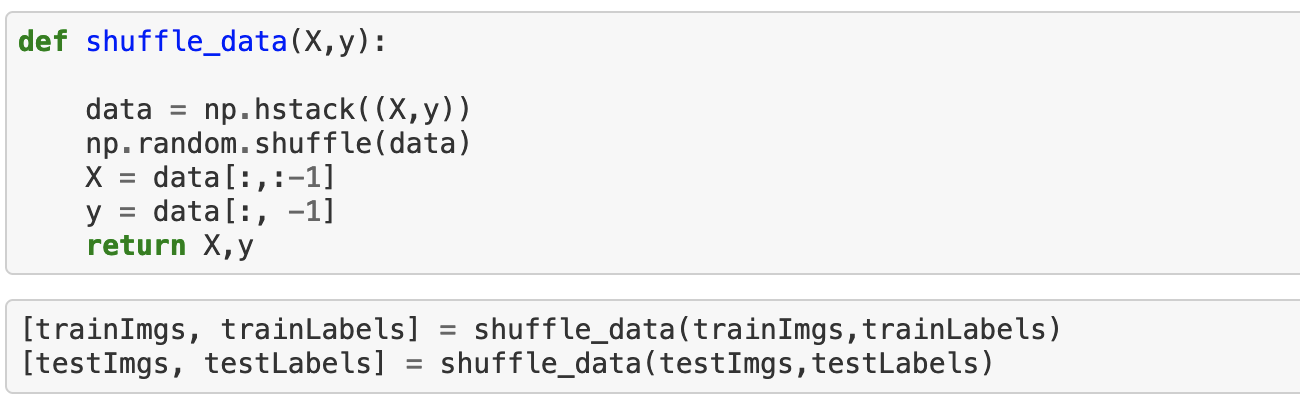 def shuffle_data(X,y):
data = np.hstack((X,y))
np.random.shuffle(data)
X = data[:,:-1]
y = data[:, -1]
return X,y
[trainImgs, trainLabels] = shuffle_data(trainImgs,trainLabels)
[testImgs, testLabels] = shuffle_data(testImgs,testLabels)